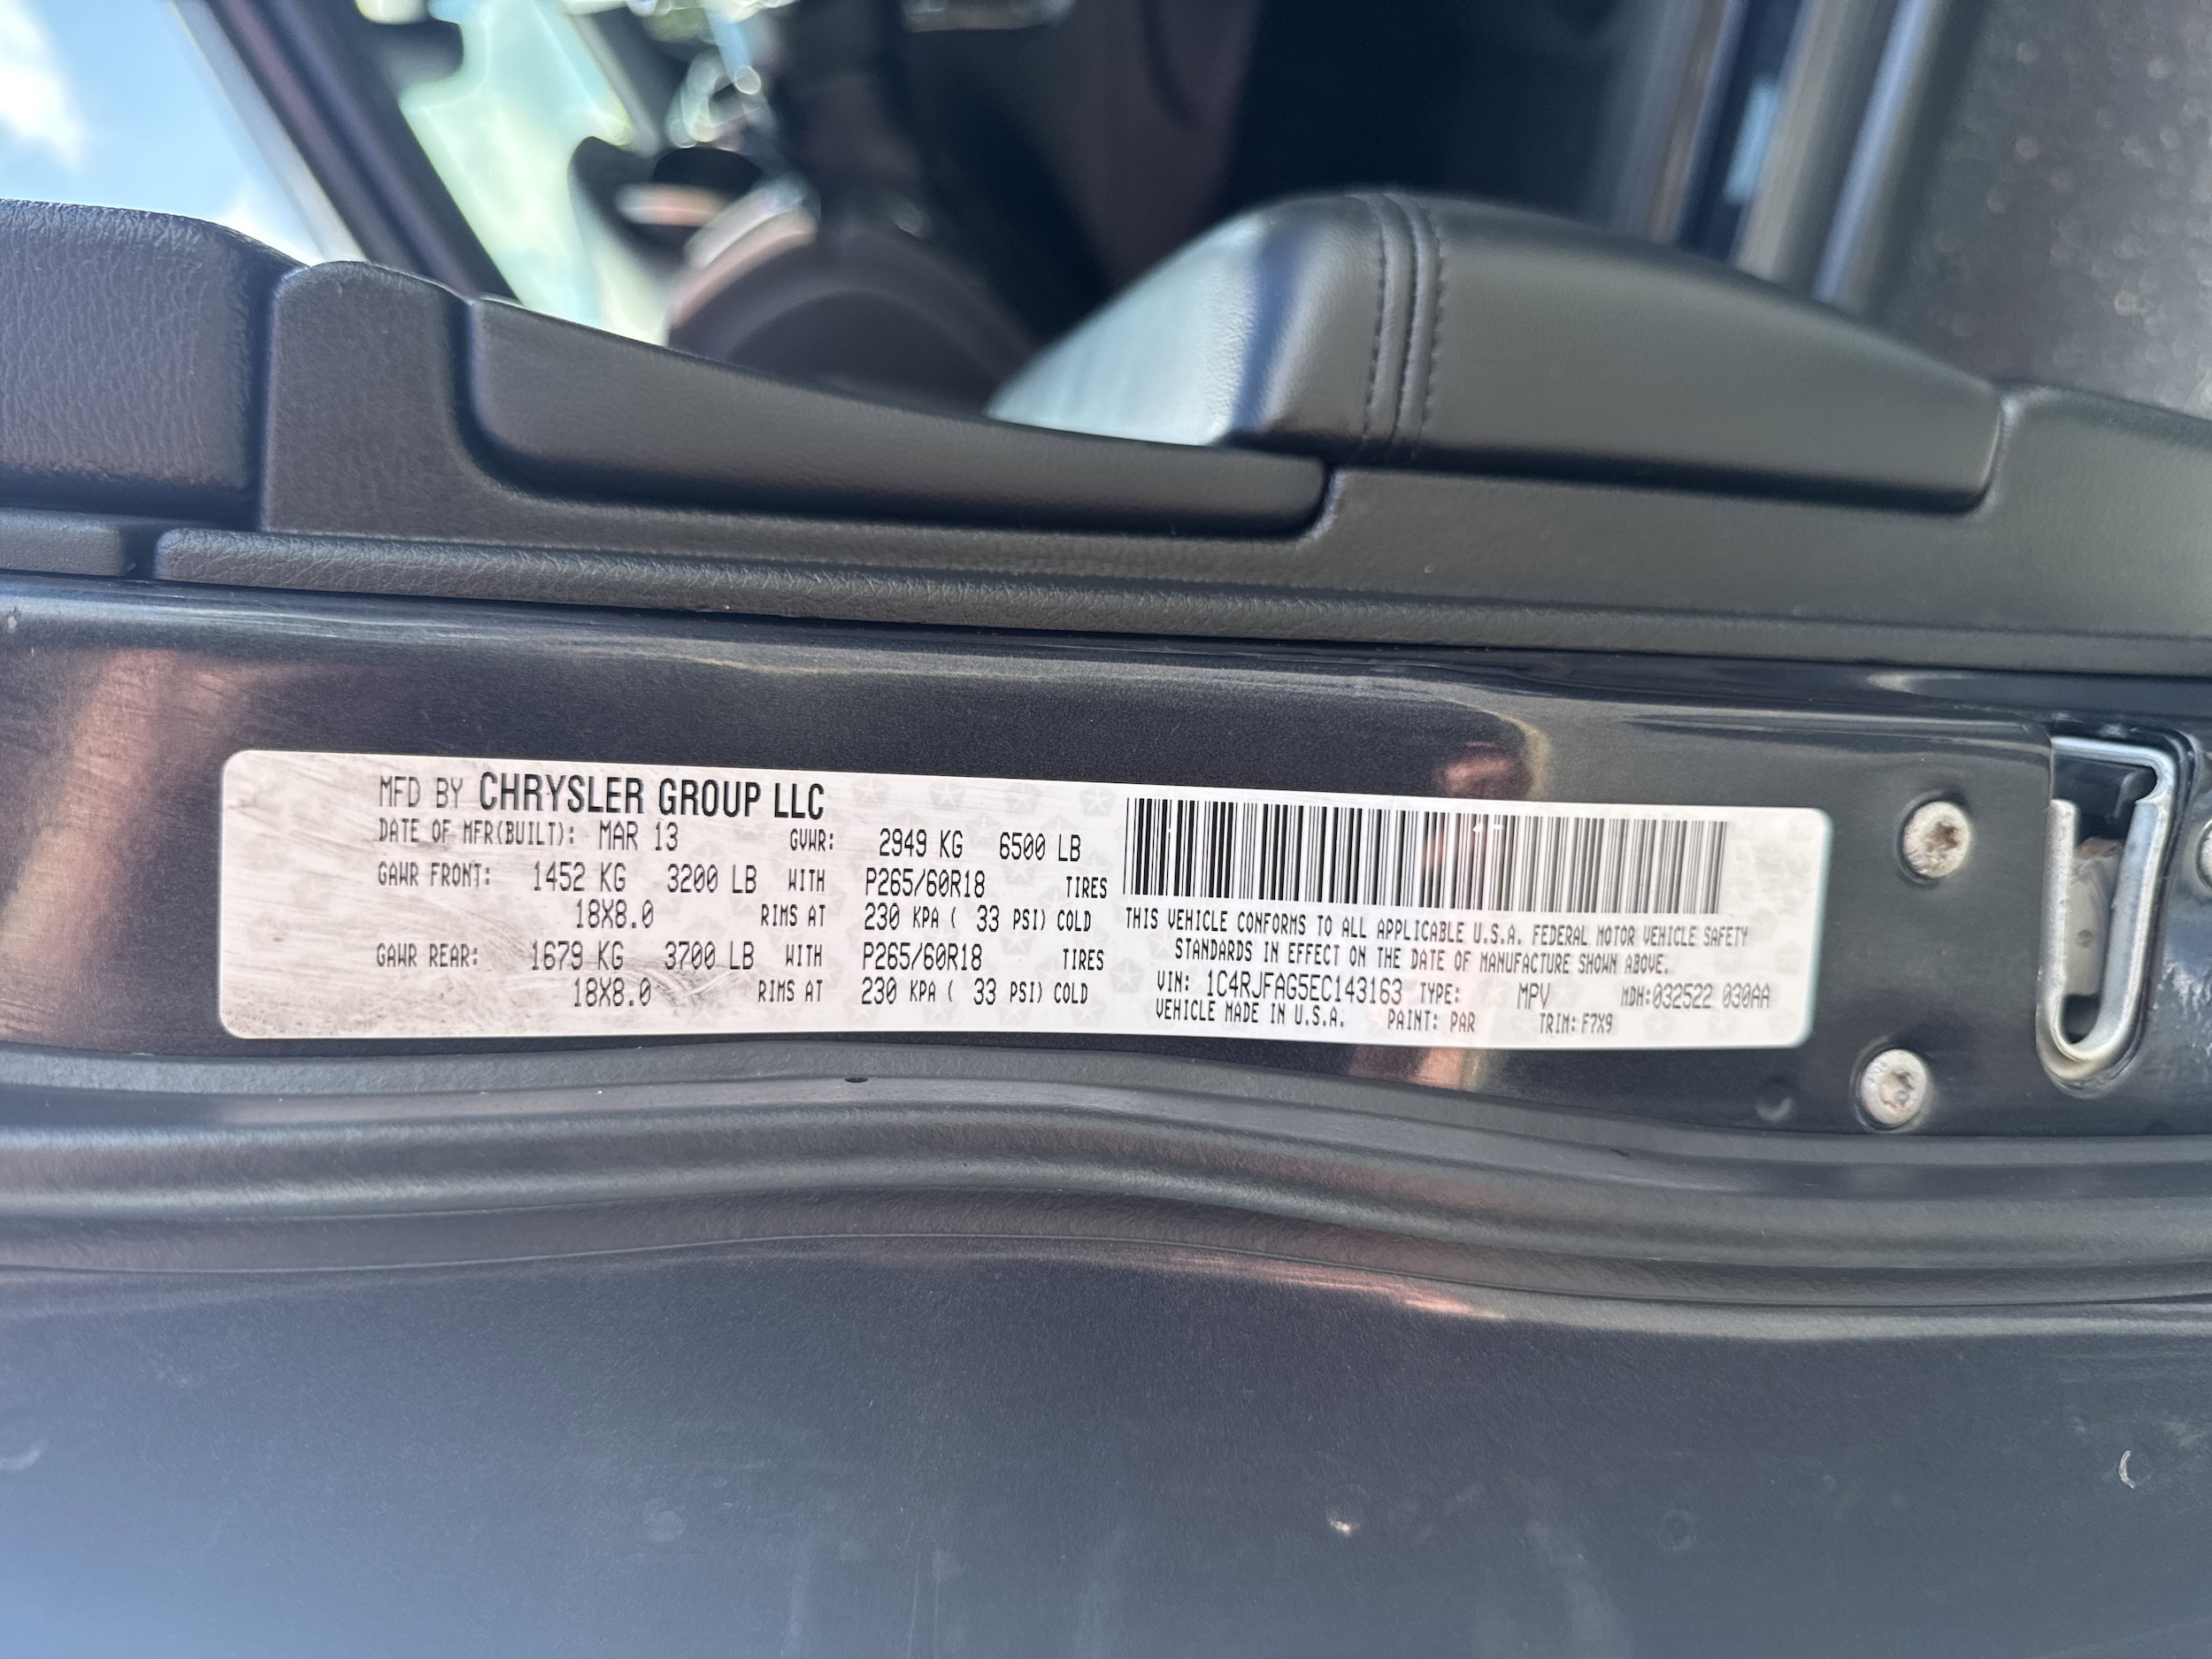 MFD BY CHRYSLER GROUP LLC
DATE OF MFR(BUILT): MAR 13 GVWR: 2949 KG 6500 LB
GAWR FRONT: 1452 KG 3200 LB WITH P265/60R18 TIRES
18X8.0 RIMS AT 230 KPA ( 33 PSI) COLD
GAWR REAR: 1679 KG 3700 LB WITH P265/60R18 TIRES
18X8.0 RIMS AT 230 KPA ( 33 PSI) COLD
THIS VEHICLE CONFORMS TO ALL APPLICABLE U.S.A. FEDERAL MOTOR VEHICLE SAFETY
STANDARDS IN EFFECT ON THE DATE OF MANUFACTURE SHOWN ABOVE.
VIN: 1C4RJFAG5EC143163 TYPE: MPV MDH:032522 030AA
VEHICLE MADE IN U.S.A. PAINT: PAR TRIM: F7X9